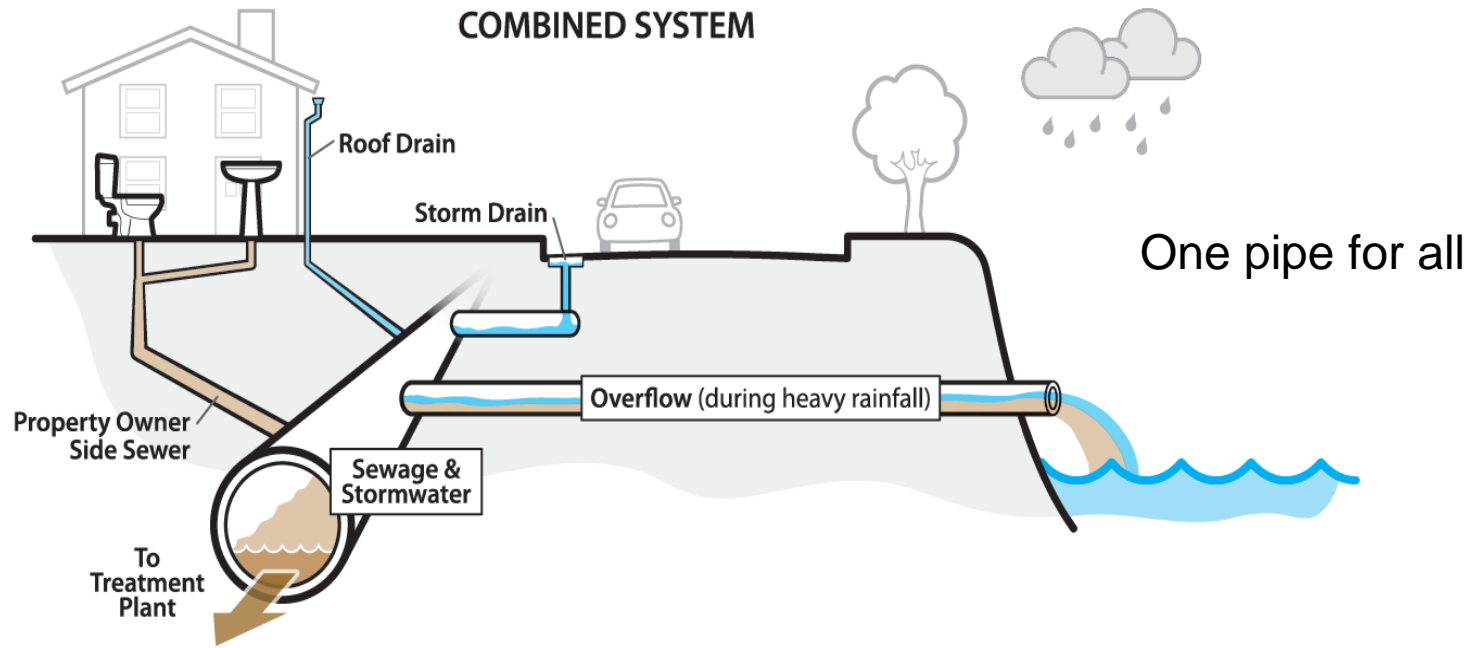 COMBINED SYSTEM
Roof Drain
Storm Drain
One pipe for all
Overflow (during heavy rainfall)
Property Owner
Side Sewer
Sewage &
Stormwater
To
Treatment
Plant